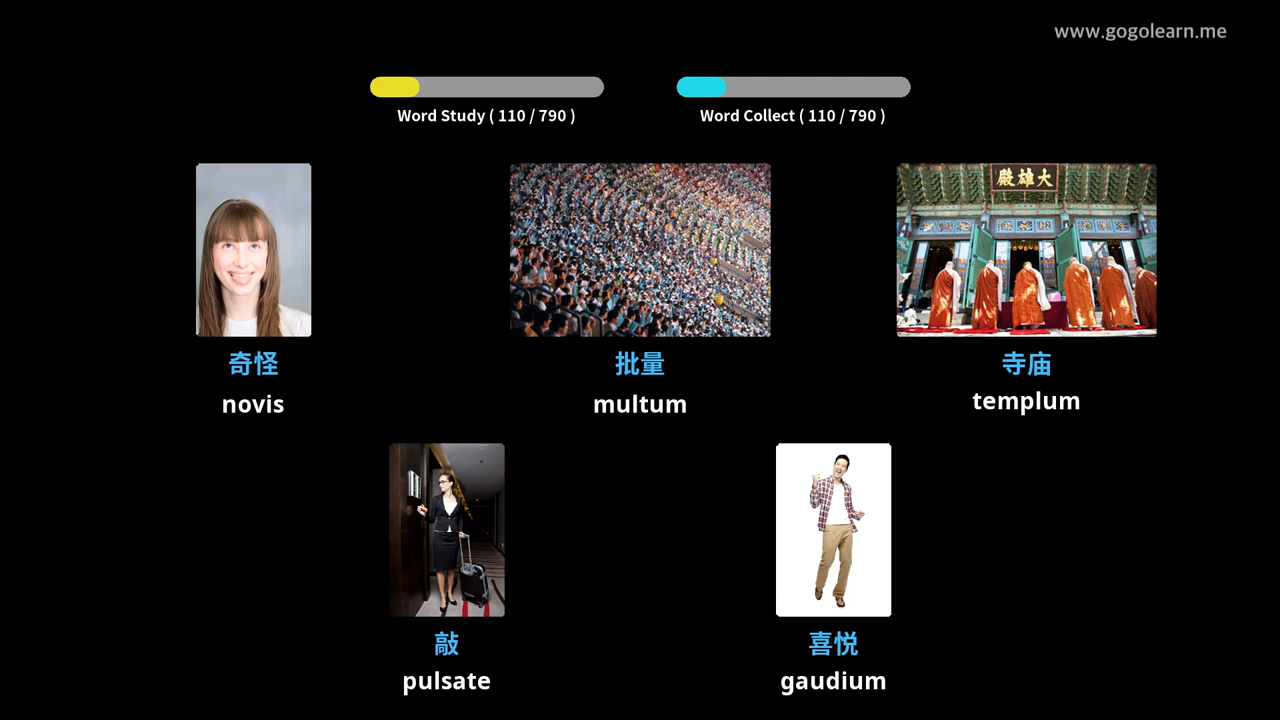 www.gogolearn.me
Word Study ( 110 / 790 )
Word Collect ( 110 / 790 )
大雄殿
奇怪
novis
批量
multum
寺庙
templum
敲
pulsate
喜悦
gaudium